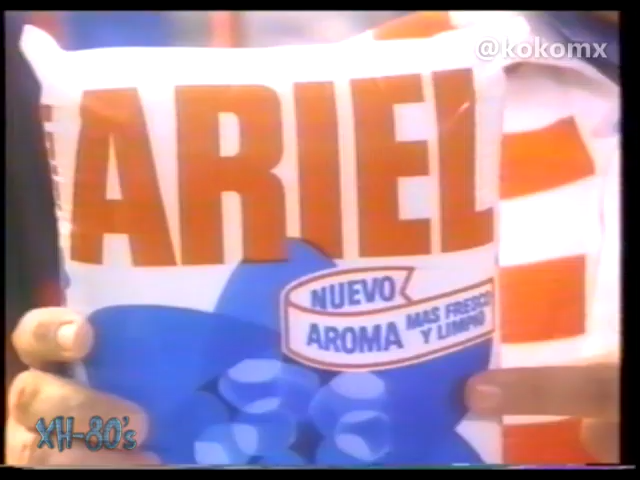 @kokomx
ARIEL
NUEVO
AROMA MAS FRESCO
Y LIMPIO
XH-80's